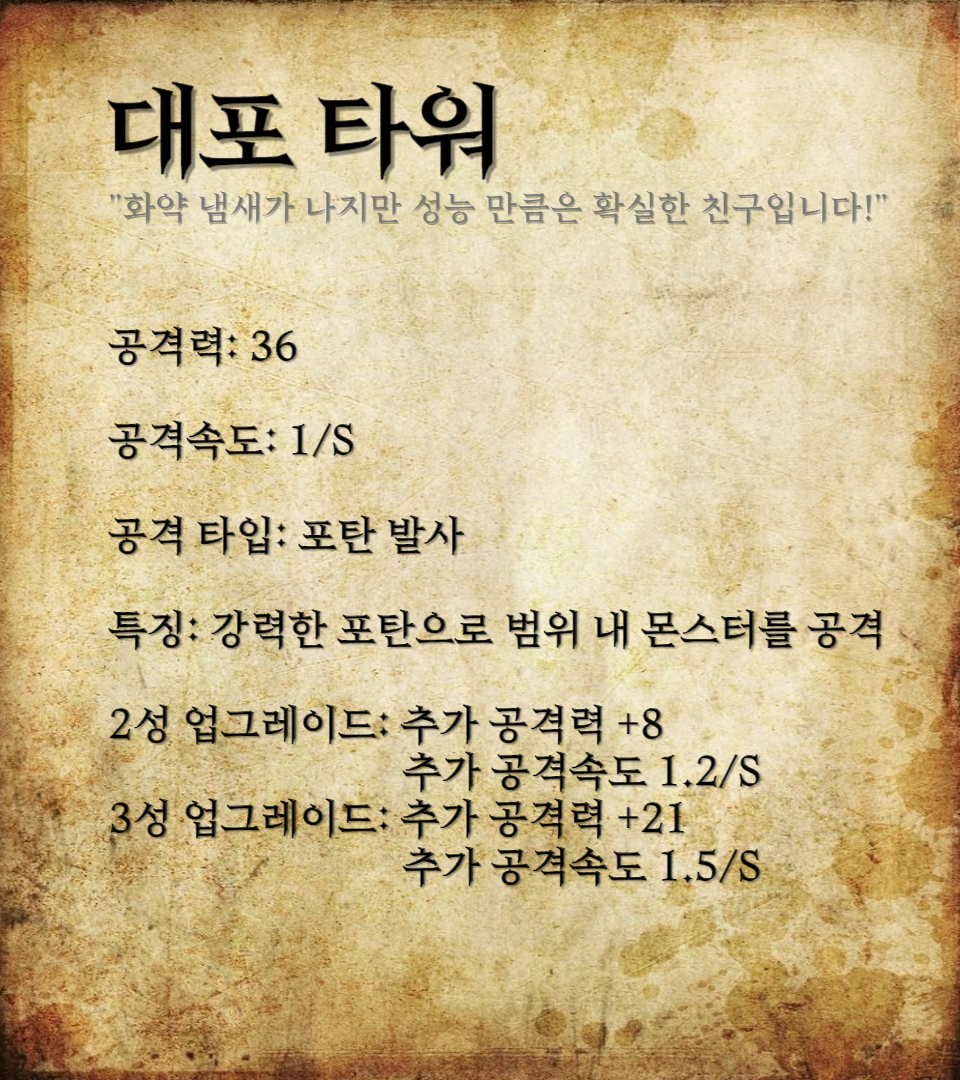 대포 타워
"화약 냄새가 나지만 성능 만큼은 확실한 친구입니다!"
공격력: 36
공격속도: 1/S
공격 타입: 포탄 발사
특징: 강력한 포탄으로 범위 내 몬스터를 공격
2성 업그레이드: 추가 공격력 +8
추가 공격속도 1.2/S
3성 업그레이드: 추가 공격력 +21
추가 공격속도 1.5/S